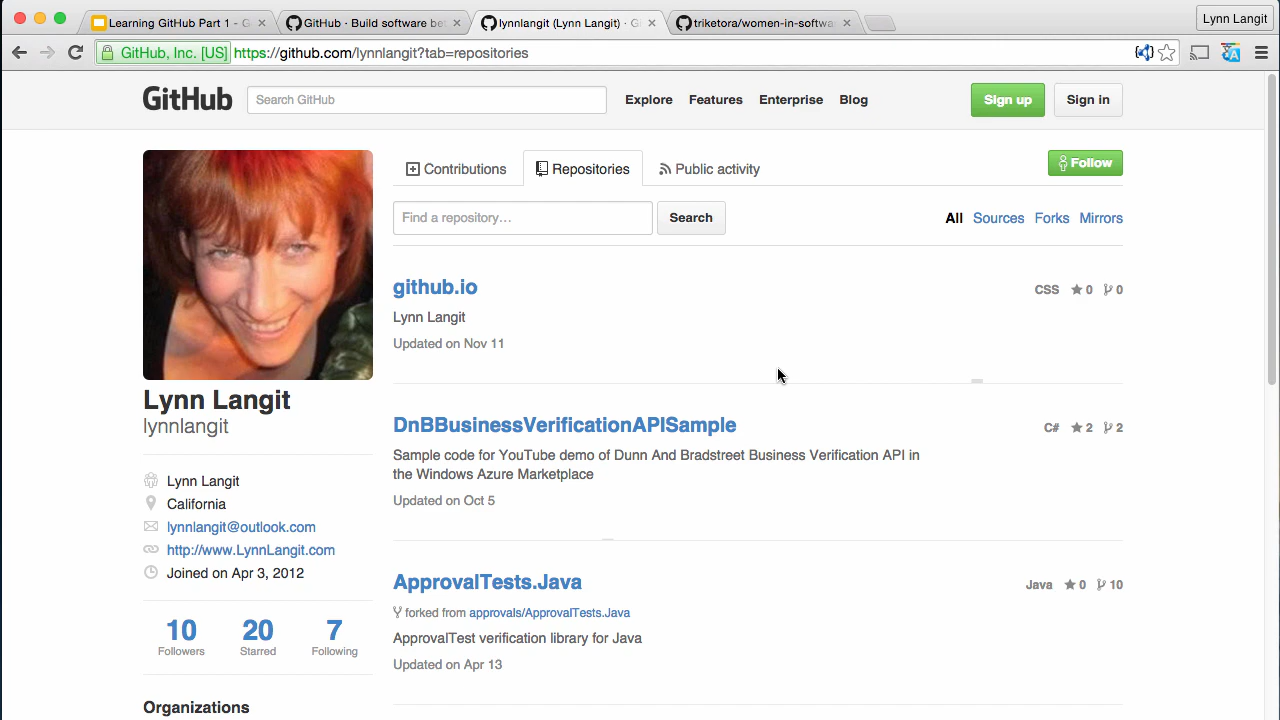 Learning GitHub Part 1 - G
GitHub · Build software be
lynnlangit (Lynn Langit) · G
triketora/women-in-softwa
Lynn Langit
GitHub, Inc. [US] https://github.com/lynnlangit?tab=repositories
GitHub
Search GitHub
Explore Features Enterprise Blog
Sign up Sign in
Contributions Repositories Public activity
Follow
Find a repository... Search
All Sources Forks Mirrors
github.io
CSS 0 0
Lynn Langit
Updated on Nov 11
DnBBusinessVerificationAPISample
C# 2 2
Sample code for YouTube demo of Dunn And Bradstreet Business Verification API in
the Windows Azure Marketplace
Updated on Oct 5
ApprovalTests.Java
Java 0 10
forked from approvals/ApprovalTests.Java
ApprovalTest verification library for Java
Updated on Apr 13
Lynn Langit
lynnlangit
Lynn Langit
California
lynnlangit@outlook.com
http://www.LynnLangit.com
Joined on Apr 3, 2012
10 20 7
Followers Starred Following
Organizations